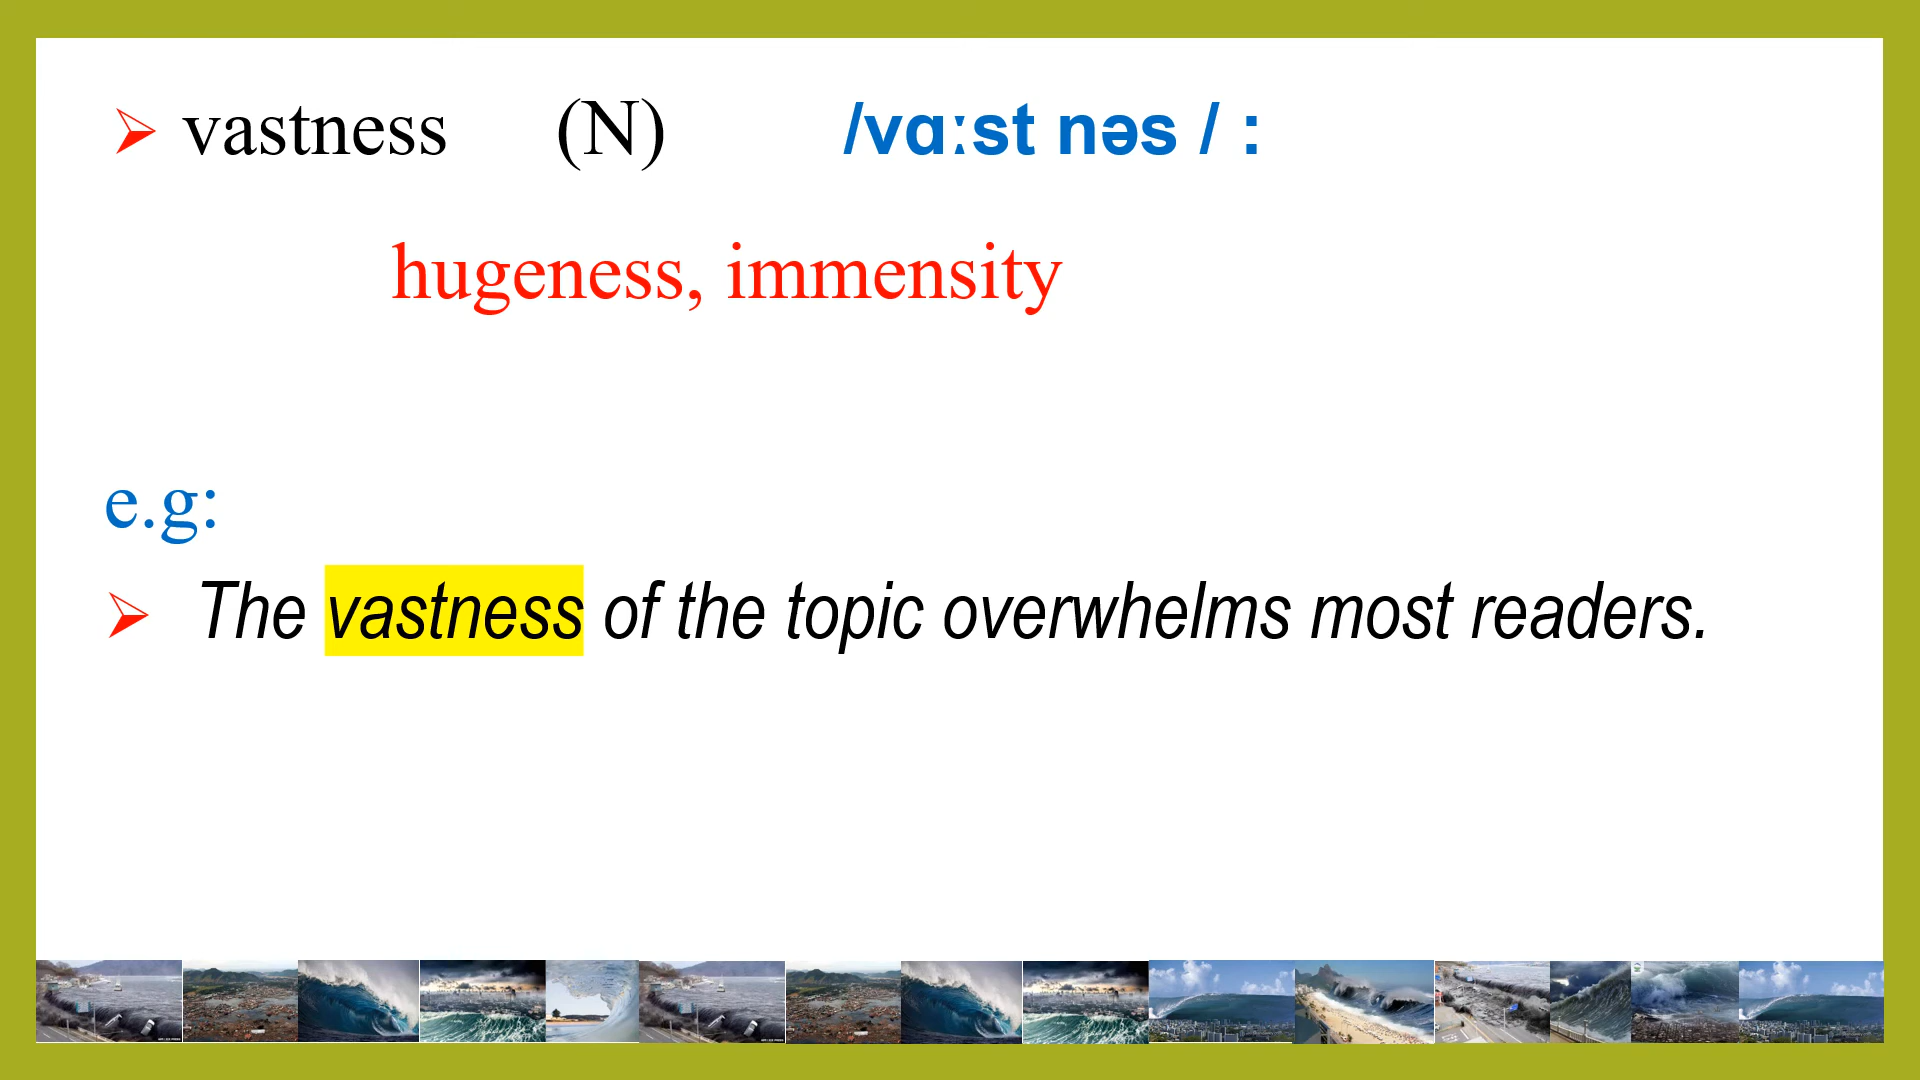 ➢ vastness (N) /vɑːst nəs / :
hugeness, immensity
e.g:
➢ The vastness of the topic overwhelms most readers.